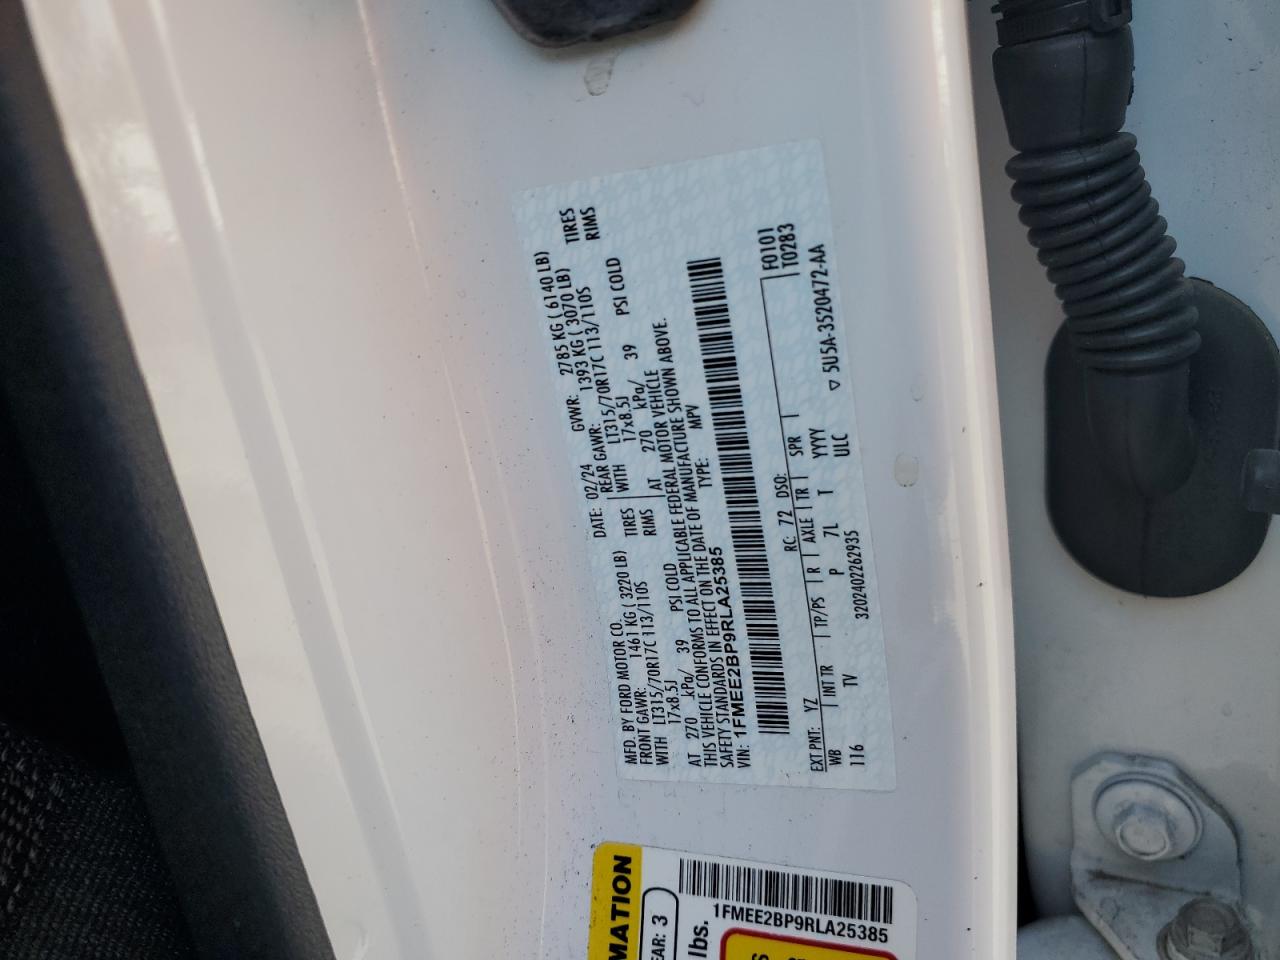 MFD. BY FORD MOTOR CO.
DATE: 02/24 GVWR: 2785 KG ( 6140 LB)
FRONT GAWR: 1461 KG ( 3220 LB) REAR GAWR: 1393 KG ( 3070 LB)
WITH LT315/70R17C 113/110S TIRES WITH LT315/70R17C 113/110S TIRES
17x8.5J RIMS 17x8.5J RIMS
AT 270 kPa/ 39 PSI COLD AT 270 kPa/ 39 PSI COLD
THIS VEHICLE CONFORMS TO ALL APPLICABLE FEDERAL MOTOR VEHICLE
SAFETY STANDARDS IN EFFECT ON THE DATE OF MANUFACTURE SHOWN ABOVE.
VIN: 1FMEE2BP9RLA25385 TYPE: MPV
F0101
T0283
EXT PNT: YZ RC: 72 DSO:
WB INT TR TP/PS R AXLE TR SPR
116 TV P 7L T YYYY
ULC
3202402262935 ▽ 5U5A-3520472-AA
MATION
EAR: 3
lbs.
1FMEE2BP9RLA25385